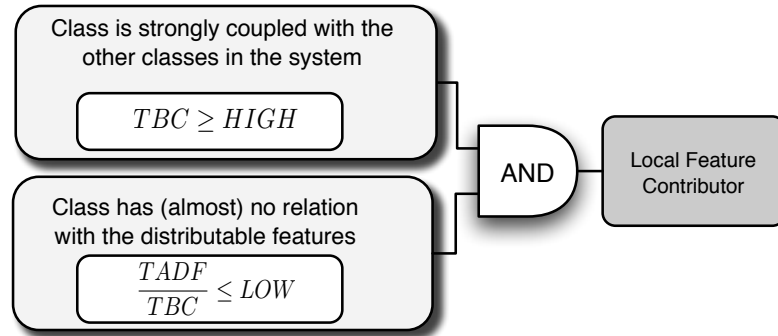 Class is strongly coupled with the
other classes in the system
TBC ≥ HIGH
Class has (almost) no relation
with the distributable features
TADF
TBC ≤ LOW
AND
Local Feature
Contributor